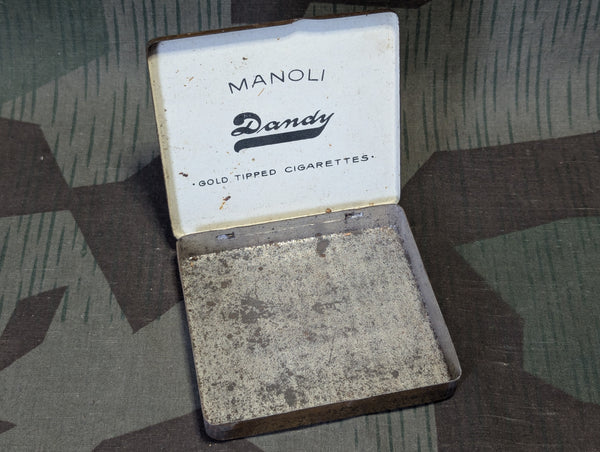 MANOLI
Dandy
·GOLD TIPPED CIGARETTES·